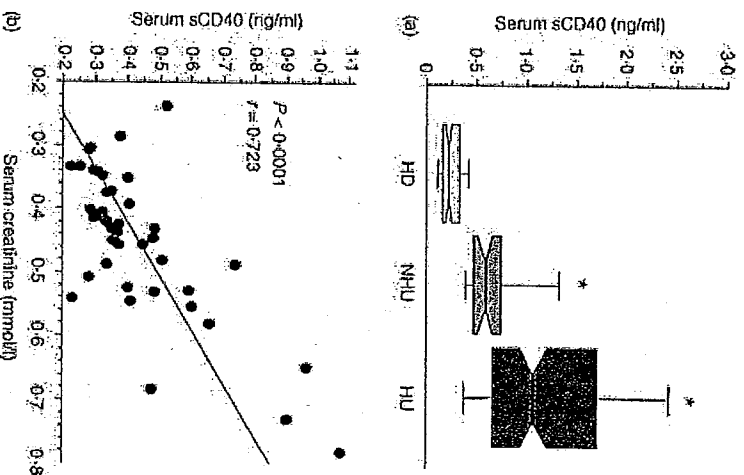 (a)
Serum sCD40 (ng/ml)
3·0
2·5
2·0
1·5
1·0
0·5
0
*
*
HD
NHU
HU
(b)
Serum sCD40 (ng/ml)
1·1
1·0
0·9
0·8
0·7
0·6
0·5
0·4
0·3
0·2
P < 0·0001
r = 0·723
0·2
0·3
0·4
0·5
0·6
0·7
0·8
Serum creatinine (mmol/l)